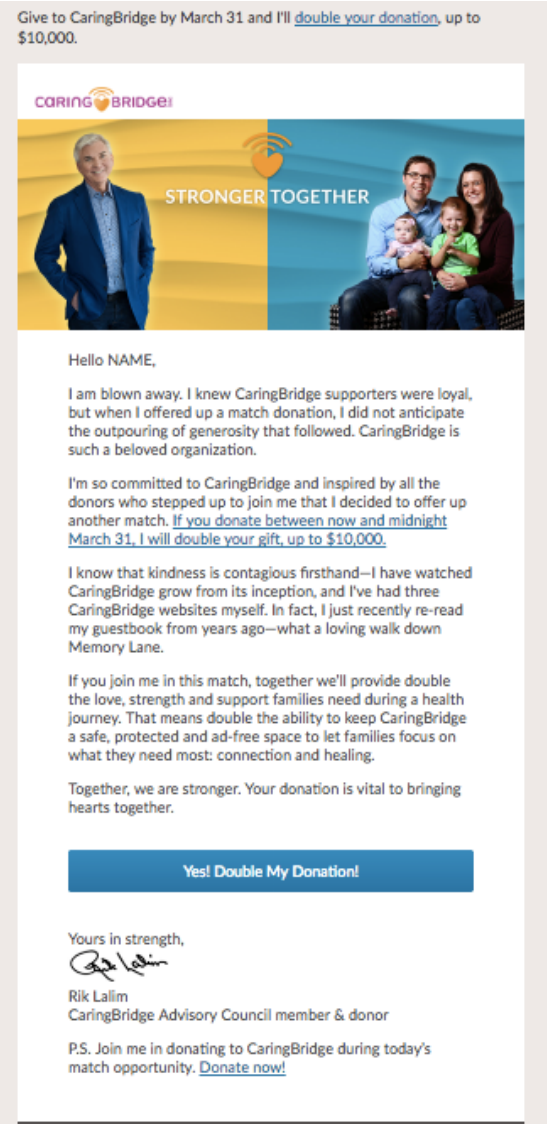 Give to CaringBridge by March 31 and I'll double your donation, up to
$10,000.
CARING BRIDGE
STRONGER TOGETHER
Hello NAME,
I am blown away. I knew CaringBridge supporters were loyal,
but when I offered up a match donation, I did not anticipate
the outpouring of generosity that followed. CaringBridge is
such a beloved organization.
I'm so committed to CaringBridge and inspired by all the
donors who stepped up to join me that I decided to offer up
another match. If you donate between now and midnight
March 31, I will double your gift, up to $10,000.
I know that kindness is contagious firsthand—I have watched
CaringBridge grow from its inception, and I've had three
CaringBridge websites myself. In fact, I just recently re-read
my guestbook from years ago—what a loving walk down
Memory Lane.
If you join me in this match, together we'll provide double
the love, strength and support families need during a health
journey. That means double the ability to keep CaringBridge
a safe, protected and ad-free space to let families focus on
what they need most: connection and healing.
Together, we are stronger. Your donation is vital to bringing
hearts together.
Yes! Double My Donation!
Yours in strength,
Rik Lalim
Rik Lalim
CaringBridge Advisory Council member & donor
P.S. Join me in donating to CaringBridge during today's
match opportunity. Donate now!